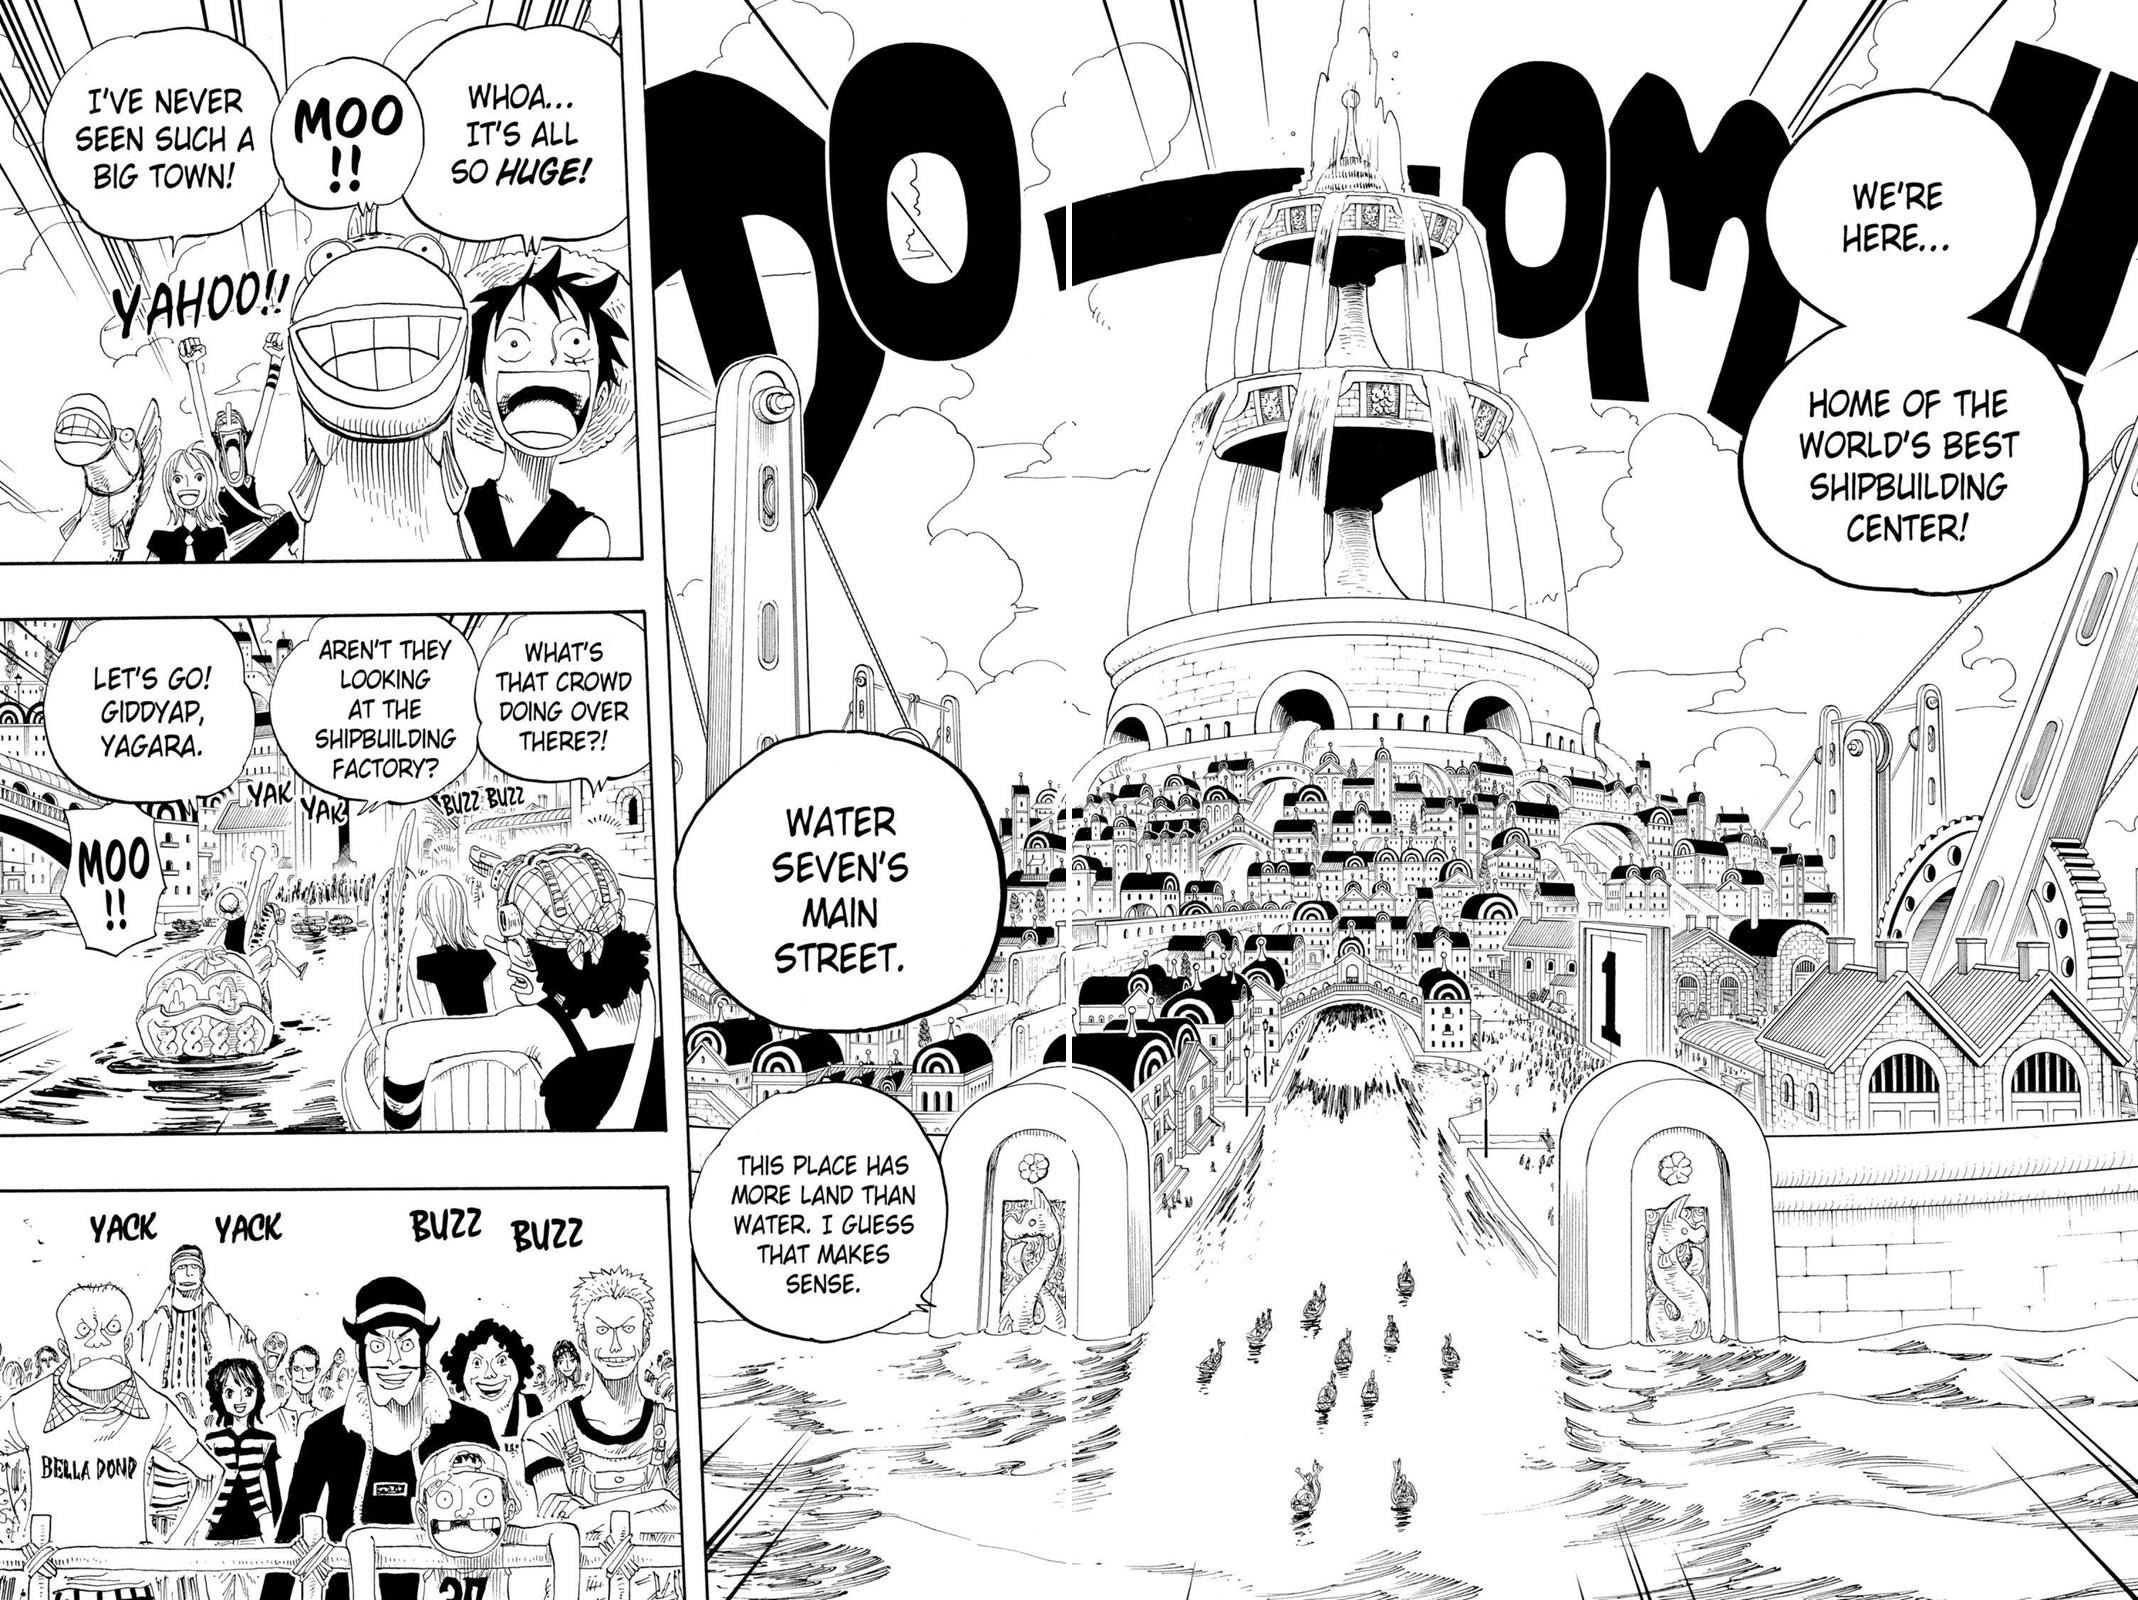 DO—OM!!
WE'RE
HERE...
HOME OF THE
WORLD'S BEST
SHIPBUILDING
CENTER!
1
WATER
SEVEN'S
MAIN
STREET.
THIS PLACE HAS
MORE LAND THAN
WATER. I GUESS
THAT MAKES
SENSE.
WHOA...
IT'S ALL
SO HUGE!
MOO
!!
I'VE NEVER
SEEN SUCH A
BIG TOWN!
YAHOO!!
WHAT'S
THAT CROWD
DOING OVER
THERE?!
AREN'T THEY
LOOKING
AT THE
SHIPBUILDING
FACTORY?
LET'S GO!
GIDDYAP,
YAGARA.
BUZZ BUZZ
YAK
YAK
MOO
!!
BUZZ
BUZZ
YACK
YACK
BELLA DOND